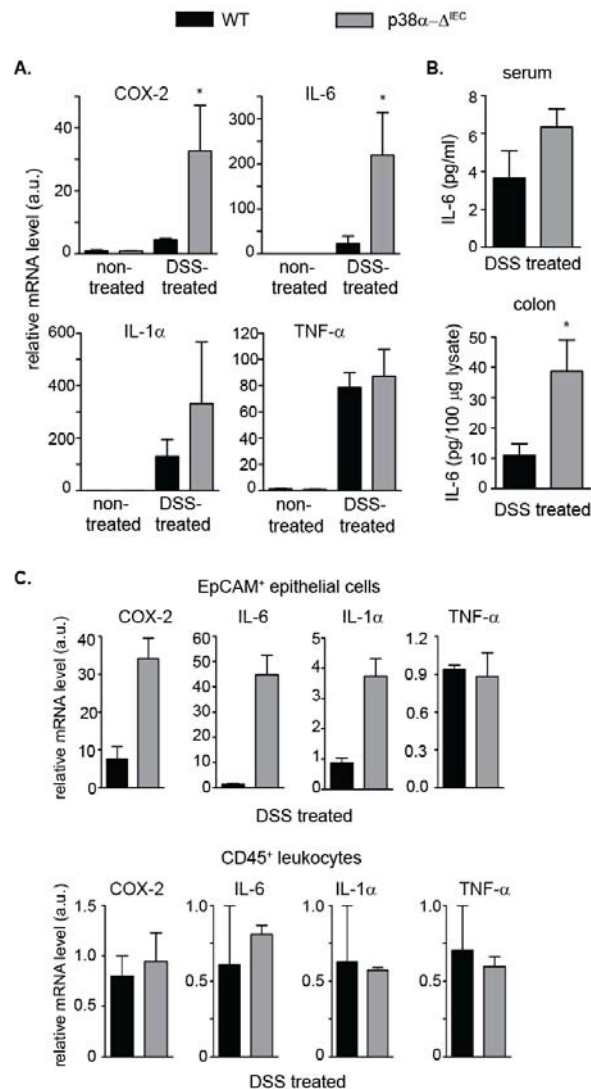 WT p38α–Δ^IEC
A. B.
COX-2 IL-6 serum
relative mRNA level (a.u.)
40
20
0
250
200
150
100
50
0
*
*
IL-6 (pg/ml)
8
6
4
2
0
non-
treated
DSS-
treated
non-
treated
DSS-
treated
DSS treated
IL-1α TNF-α colon
600
400
200
0
100
80
60
40
20
0
IL-6 (pg/100 µg lysate)
50
40
30
20
10
0
*
non-
treated
DSS-
treated
non-
treated
DSS-
treated
DSS treated
C.
EpCAM⁺ epithelial cells
COX-2 IL-6 IL-1α TNF-α
relative mRNA level (a.u.)
40
30
20
10
0
60
50
40
30
20
10
0
5
4
3
2
1
0
1.2
0.9
0.6
0.3
0.0
DSS treated
CD45⁺ leukocytes
COX-2 IL-6 IL-1α TNF-α
relative mRNA level (a.u.)
1.5
1.0
0.5
0.0
1.0
0.5
0
1.0
0.5
0
1.0
0.5
0
DSS treated